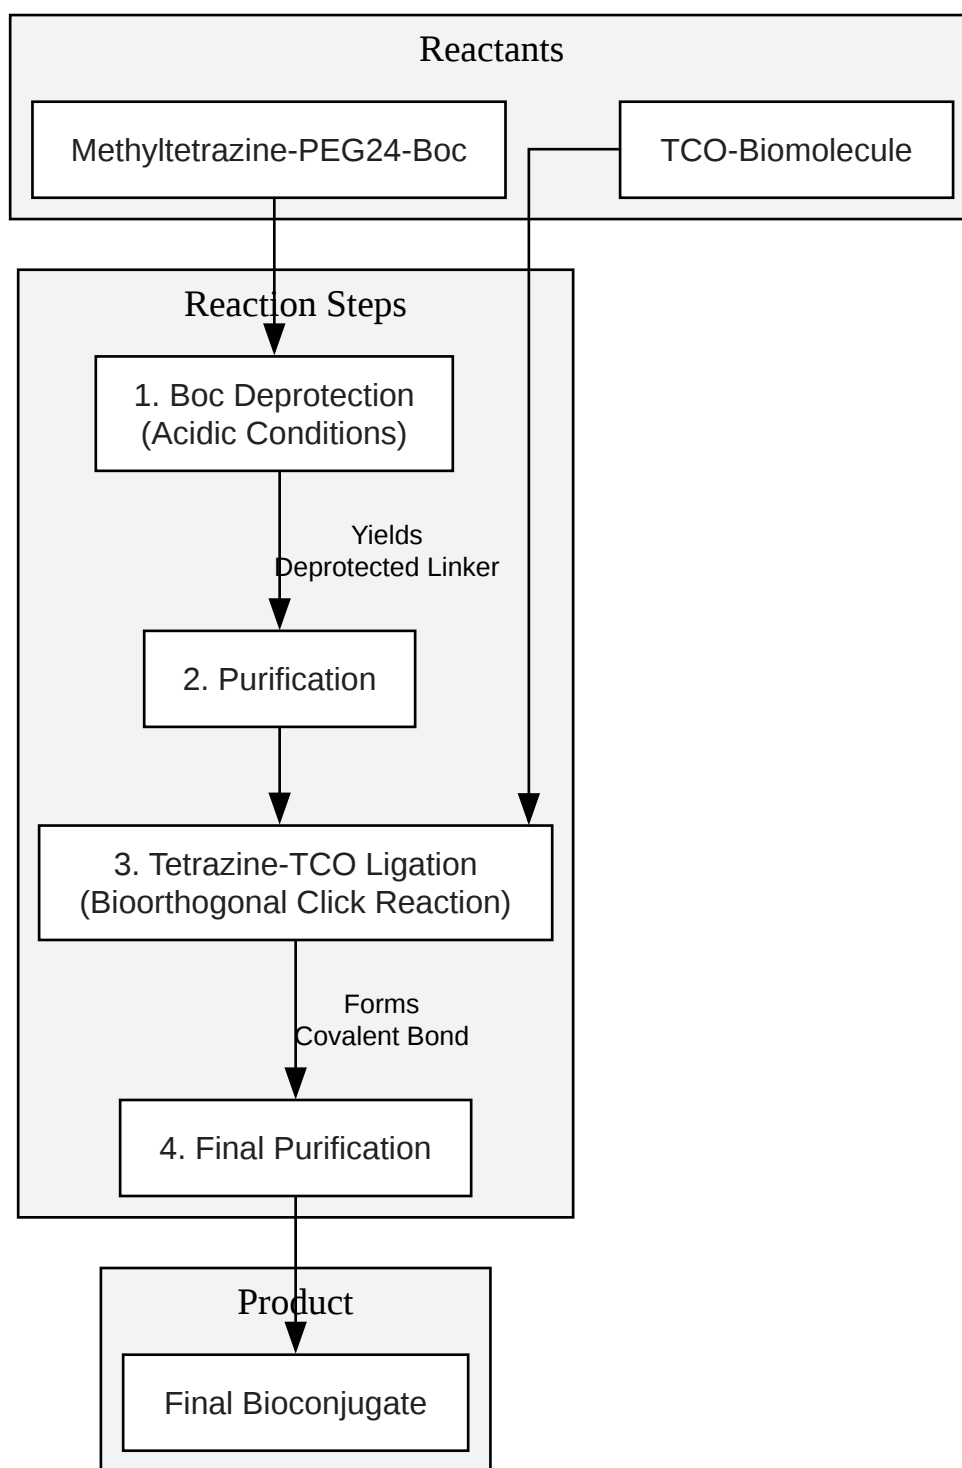 Reactants
Methyltetrazine-PEG24-Boc
TCO-Biomolecule
Reaction Steps
1. Boc Deprotection
(Acidic Conditions)
Yields
Deprotected Linker
2. Purification
3. Tetrazine-TCO Ligation
(Bioorthogonal Click Reaction)
Forms
Covalent Bond
4. Final Purification
Product
Final Bioconjugate